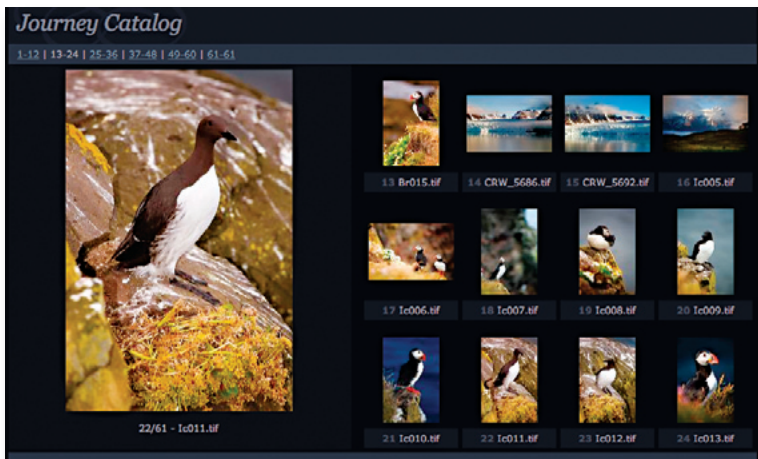 Journey Catalog
1-12 | 13-24 | 25-36 | 37-48 | 49-60 | 61-61
13 Br015.tif
14 CRW_5686.tif
15 CRW_5692.tif
16 Ic005.tif
17 Ic006.tif
18 Ic007.tif
19 Ic008.tif
20 Ic009.tif
21 Ic010.tif
22 Ic011.tif
23 Ic012.tif
24 Ic013.tif
22/61 - Ic011.tif